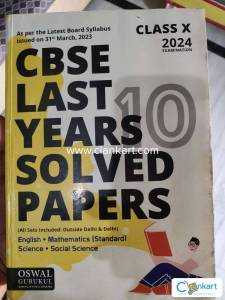 As per the Latest Board Syllabus
issued on 31st March, 2023
CLASS X
2024
EXAMINATION
CBSE
LAST 10
YEARS
SOLVED
PAPERS
(All Sets Included: Outside Delhi & Delhi)
English • Mathematics (Standard)
Science • Social Science
OSWAL
GURUKUL
www.clankart.com
Clankart